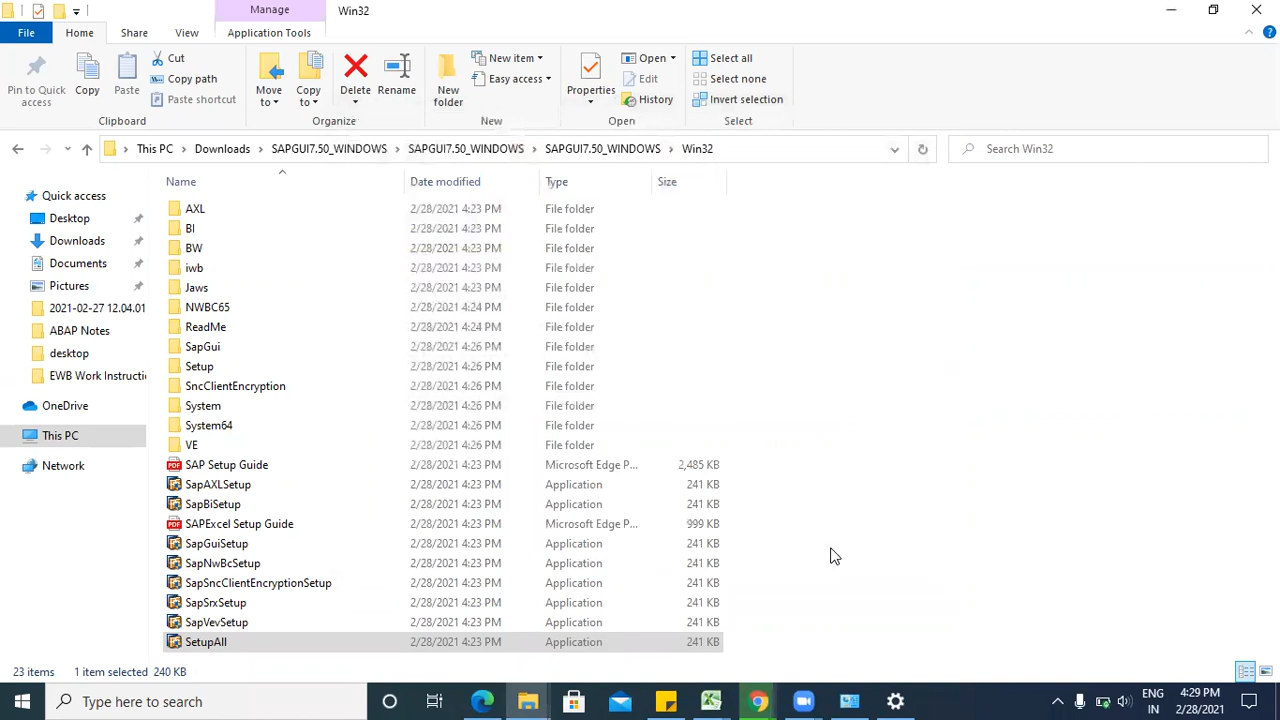 Manage
Win32
File
Home
Share
View
Application Tools
Pin to Quick access
Copy
Paste
Cut
Copy path
Paste shortcut
Clipboard
Move to
Copy to
Delete
Rename
Organize
New folder
New item
Easy access
New
Properties
Open
Edit
History
Open
Select all
Select none
Invert selection
Select
This PC > Downloads > SAPGUI7.50_WINDOWS > SAPGUI7.50_WINDOWS > SAPGUI7.50_WINDOWS > Win32
Search Win32
Quick access
Desktop
Downloads
Documents
Pictures
2021-02-27 12.04.01
ABAP Notes
desktop
EWB Work Instructi
OneDrive
This PC
Network
Name Date modified Type Size
AXL 2/28/2021 4:23 PM File folder
BI 2/28/2021 4:23 PM File folder
BW 2/28/2021 4:23 PM File folder
iwb 2/28/2021 4:23 PM File folder
Jaws 2/28/2021 4:23 PM File folder
NWBC65 2/28/2021 4:24 PM File folder
ReadMe 2/28/2021 4:24 PM File folder
SapGui 2/28/2021 4:26 PM File folder
Setup 2/28/2021 4:26 PM File folder
SncClientEncryption 2/28/2021 4:26 PM File folder
System 2/28/2021 4:26 PM File folder
System64 2/28/2021 4:26 PM File folder
VE 2/28/2021 4:26 PM File folder
SAP Setup Guide 2/28/2021 4:23 PM Microsoft Edge P... 2,485 KB
SapAXLSetup 2/28/2021 4:23 PM Application 241 KB
SapBiSetup 2/28/2021 4:23 PM Application 241 KB
SAPExcel Setup Guide 2/28/2021 4:23 PM Microsoft Edge P... 999 KB
SapGuiSetup 2/28/2021 4:23 PM Application 241 KB
SapNwBcSetup 2/28/2021 4:23 PM Application 241 KB
SapSncClientEncryptionSetup 2/28/2021 4:23 PM Application 241 KB
SapSrxSetup 2/28/2021 4:23 PM Application 241 KB
SapVevSetup 2/28/2021 4:23 PM Application 241 KB
SetupAll 2/28/2021 4:23 PM Application 241 KB
23 items 1 item selected 240 KB
Type here to search
ENG
IN
4:29 PM
2/28/2021